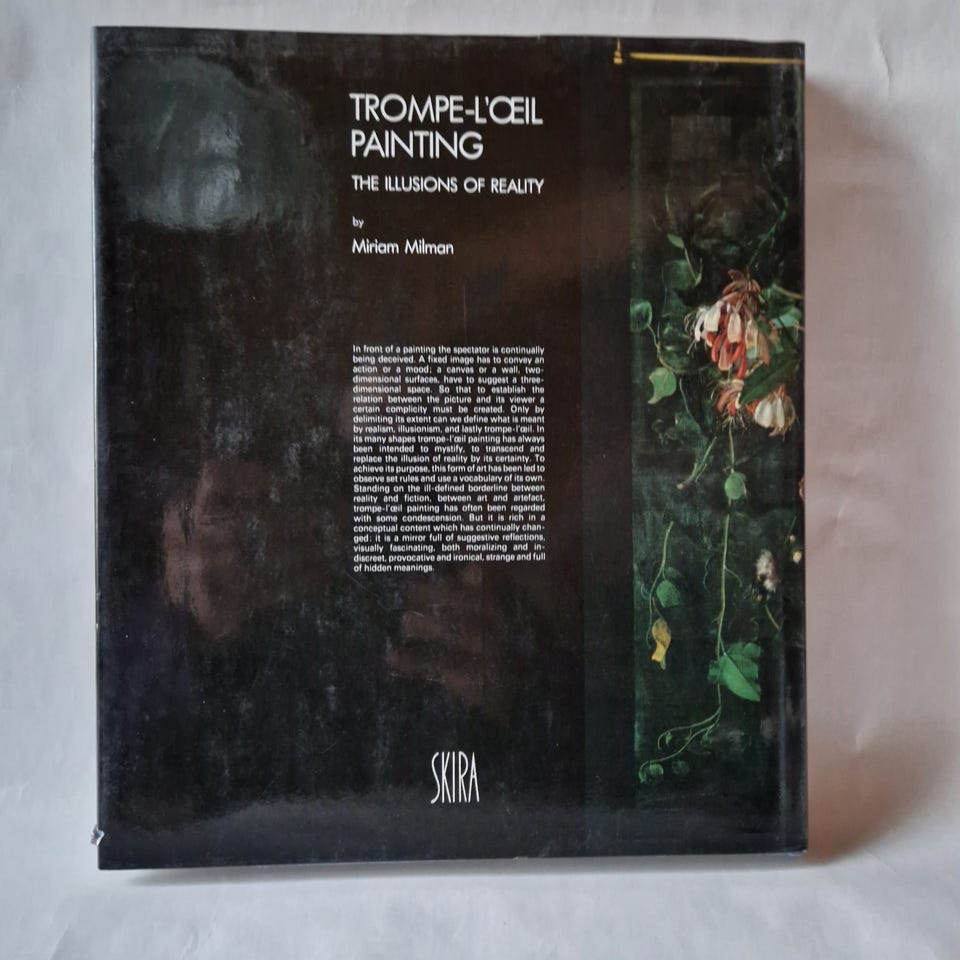 TROMPE-L'ŒIL
PAINTING
THE ILLUSIONS OF REALITY
by
Miriam Milman
In front of a painting the spectator is continually
being deceived. A fixed image has to convey an
action or a mood; a canvas or a wall, two-
dimensional surfaces, have to suggest a three-
dimensional space. So that to establish the
relation between the picture and its viewer a
certain complicity must be created. Only by
delimiting its extent can we define what is meant
by realism, illusionism, and lastly trompe-l'œil. In
its many shapes trompe-l'œil painting has always
been intended to mystify, to transcend and
replace the illusion of reality by its certainty. To
achieve its purpose, this form of art has been led to
observe set rules and use a vocabulary of its own.
Standing on the ill-defined borderline between
reality and fiction, between art and artefact,
trompe-l'œil painting has often been regarded
with some condescension. But it is rich in a
conceptual content which has continually chan-
ged: it is a mirror full of suggestive reflections,
visually fascinating, both moralizing and in-
discreet, provocative and ironical, strange and full
of hidden meanings.
SKIRA